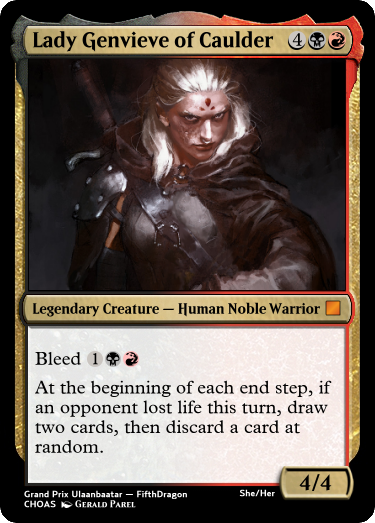 Lady Genvieve of Caulder 4
Legendary Creature — Human Noble Warrior
Bleed 1
At the beginning of each end step, if
an opponent lost life this turn, draw
two cards, then discard a card at
random.
4/4
Grand Prix Ulaanbaatar — FifthDragon She/Her
CHOAS Gerald Parel